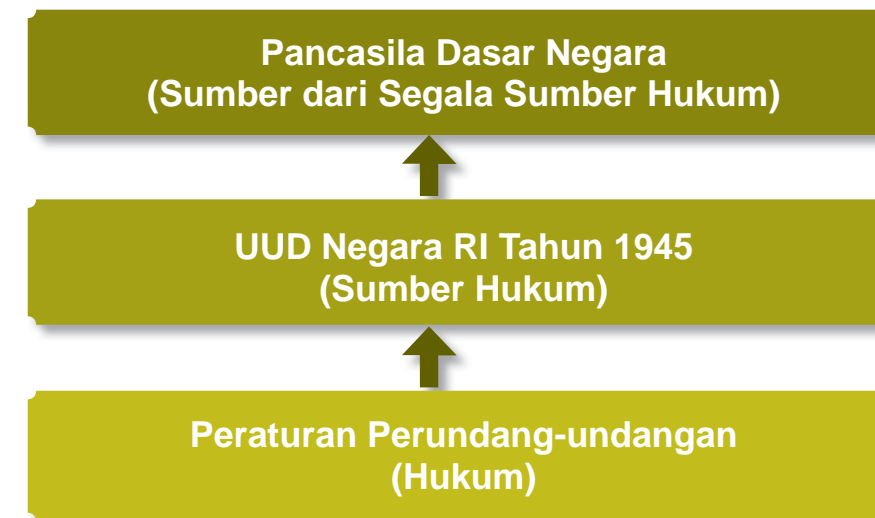 Pancasila Dasar Negara
(Sumber dari Segala Sumber Hukum)
UUD Negara RI Tahun 1945
(Sumber Hukum)
Peraturan Perundang-undangan
(Hukum)